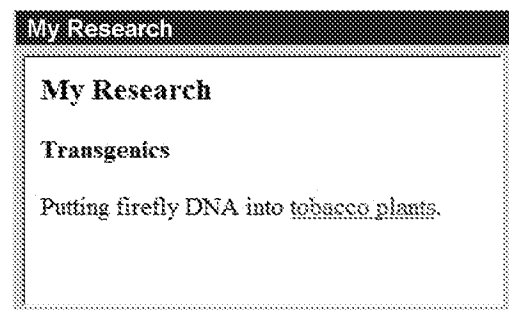 My Research
My Research
Transgenics
Putting firefly DNA into tobacco plants.